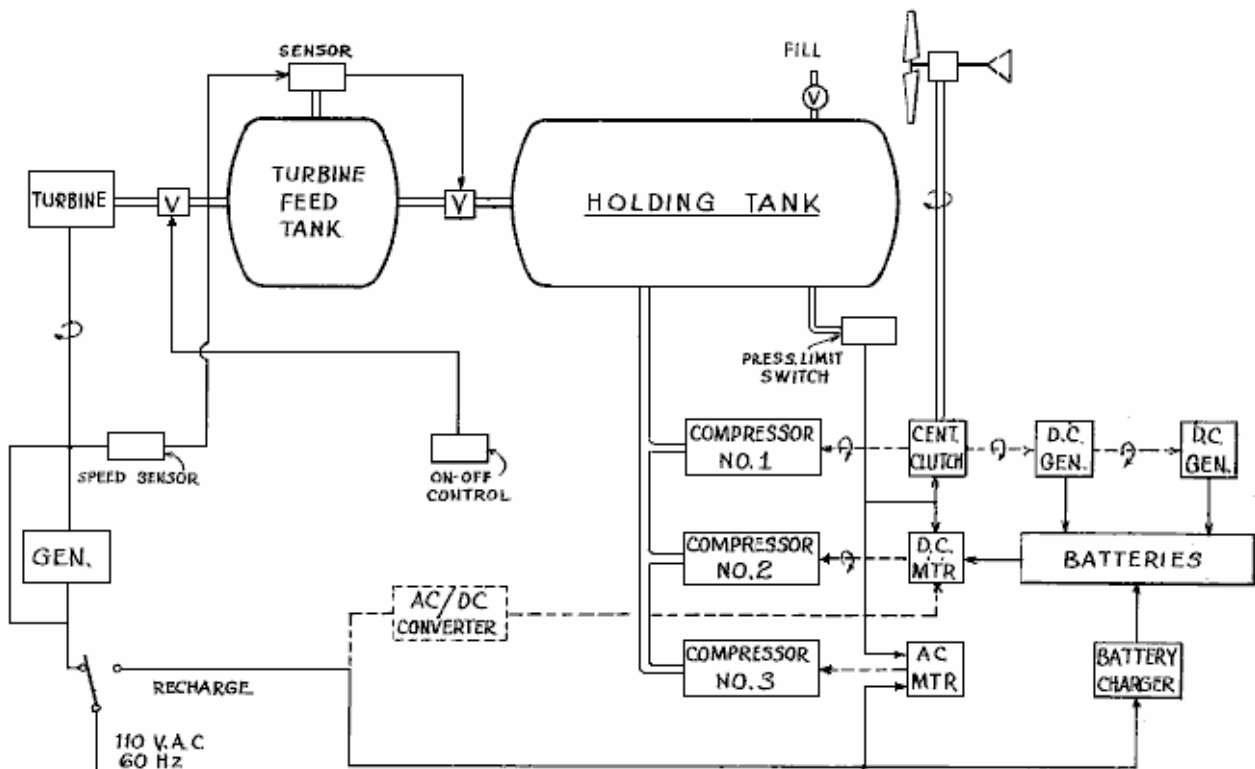 SENSOR
FILL
V
TURBINE
V
TURBINE
FEED
TANK
V
HOLDING TANK
PRESS. LIMIT
SWITCH
SPEED SENSOR
ON-OFF
CONTROL
COMPRESSOR
NO.1
CENT.
CLUTCH
D.C.
GEN.
D.C.
GEN.
GEN.
COMPRESSOR
NO.2
D.C.
MTR
BATTERIES
AC/DC
CONVERTER
COMPRESSOR
NO.3
AC
MTR
BATTERY
CHARGER
RECHARGE
110 V.A.C.
60 Hz